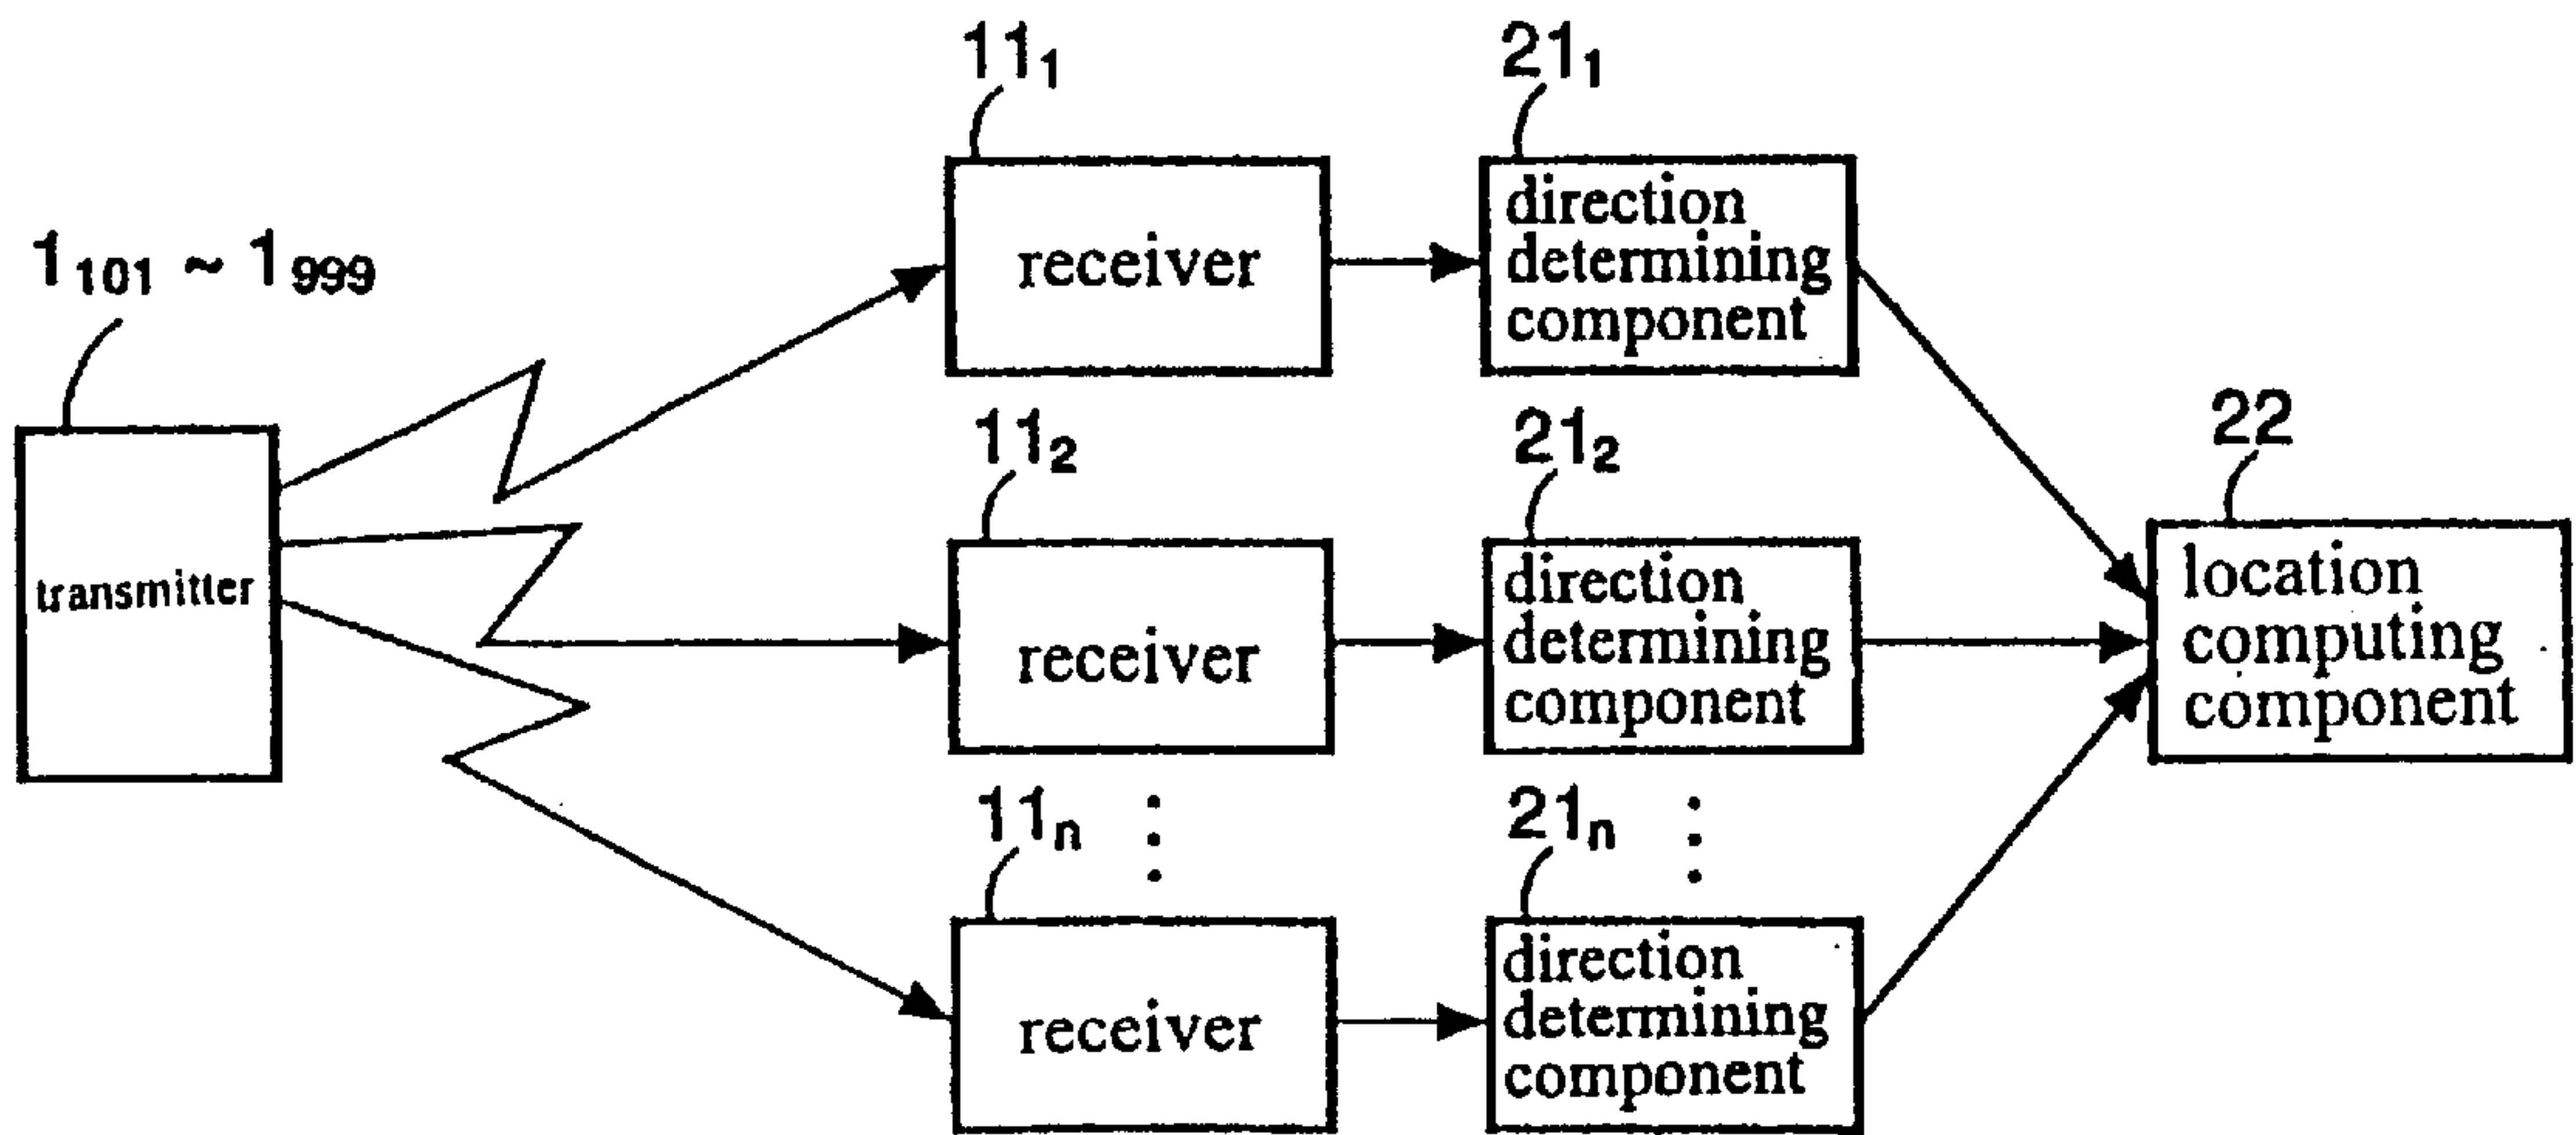 11₁
21₁
1₁₀₁ ~ 1₉₉₉
receiver
direction
determining
component
transmitter
11₂
21₂
22
receiver
direction
determining
component
location
computing
component
11ₙ
21ₙ
receiver
direction
determining
component